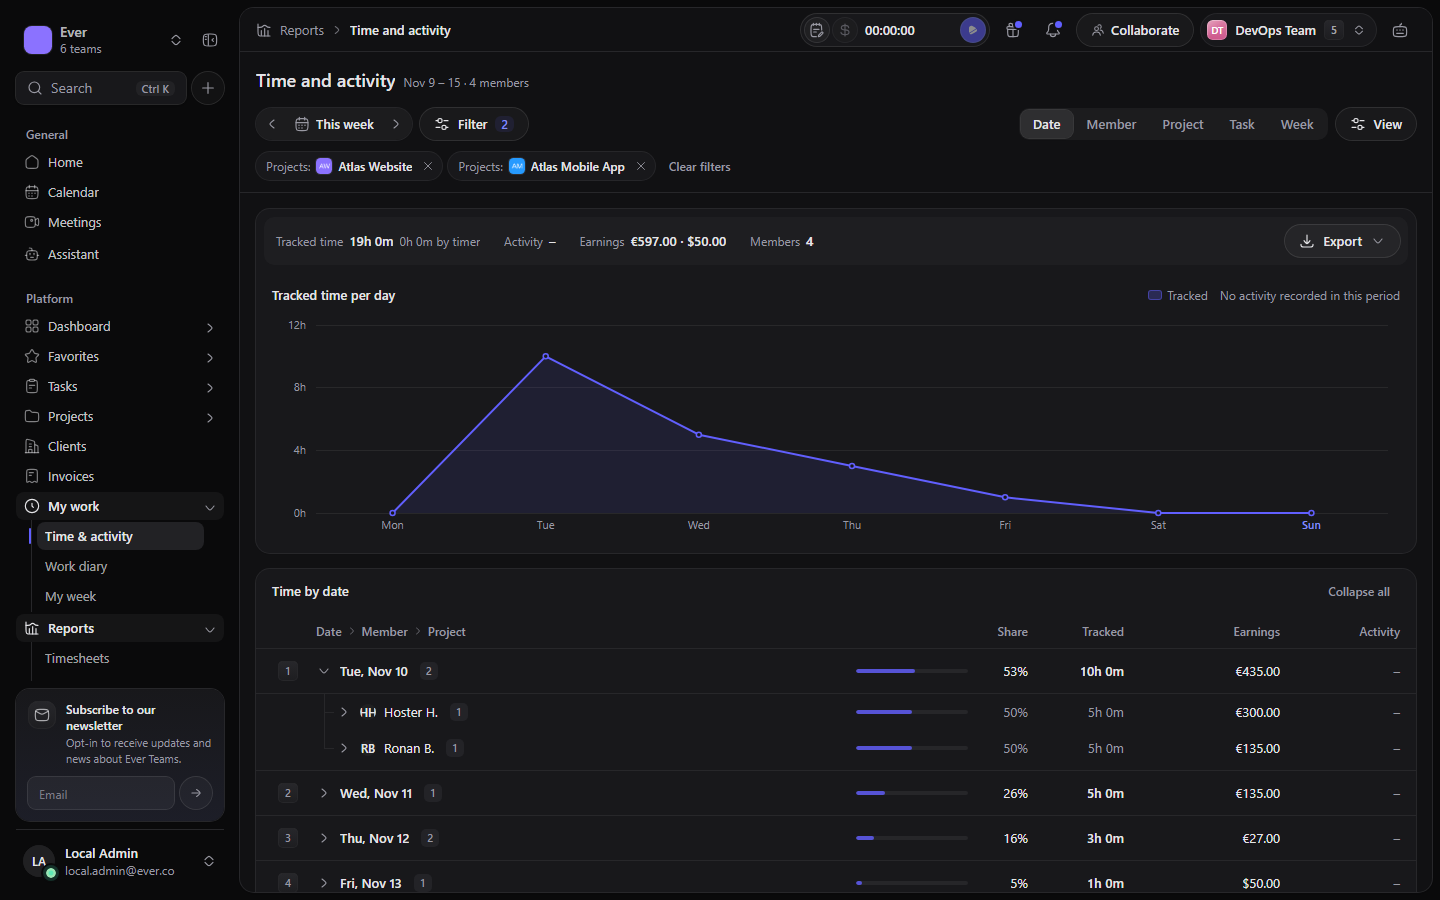 Ever
6 teams
Search
Ctrl K
General
Home
Calendar
Meetings
Assistant
Platform
Dashboard
Favorites
Tasks
Projects
Clients
Invoices
My work
Time & activity
Work diary
My week
Reports
Timesheets
Subscribe to our
newsletter
Opt-in to receive updates and
news about Ever Teams.
Email
LA
Local Admin
local.admin@ever.co
Reports
Time and activity
$
00:00:00
Collaborate
DT
DevOps Team
5
Time and activity
Nov 9 – 15 · 4 members
This week
Filter
2
Date
Member
Project
Task
Week
View
Projects:
AW
Atlas Website
Projects:
AM
Atlas Mobile App
Clear filters
Tracked time 19h 0m 0h 0m by timer
Activity –
Earnings €597.00 · $50.00
Members 4
Export
Tracked time per day
Tracked
No activity recorded in this period
12h
8h
4h
0h
Mon
Tue
Wed
Thu
Fri
Sat
Sun
Time by date
Collapse all
Date
Member
Project
Share
Tracked
Earnings
Activity
1 Tue, Nov 10 2 53% 10h 0m €435.00 –
HH Hoster H. 1 50% 5h 0m €300.00 –
RB Ronan B. 1 50% 5h 0m €135.00 –
2 Wed, Nov 11 1 26% 5h 0m €135.00 –
3 Thu, Nov 12 2 16% 3h 0m €27.00 –
4 Fri, Nov 13 1 5% 1h 0m $50.00 –